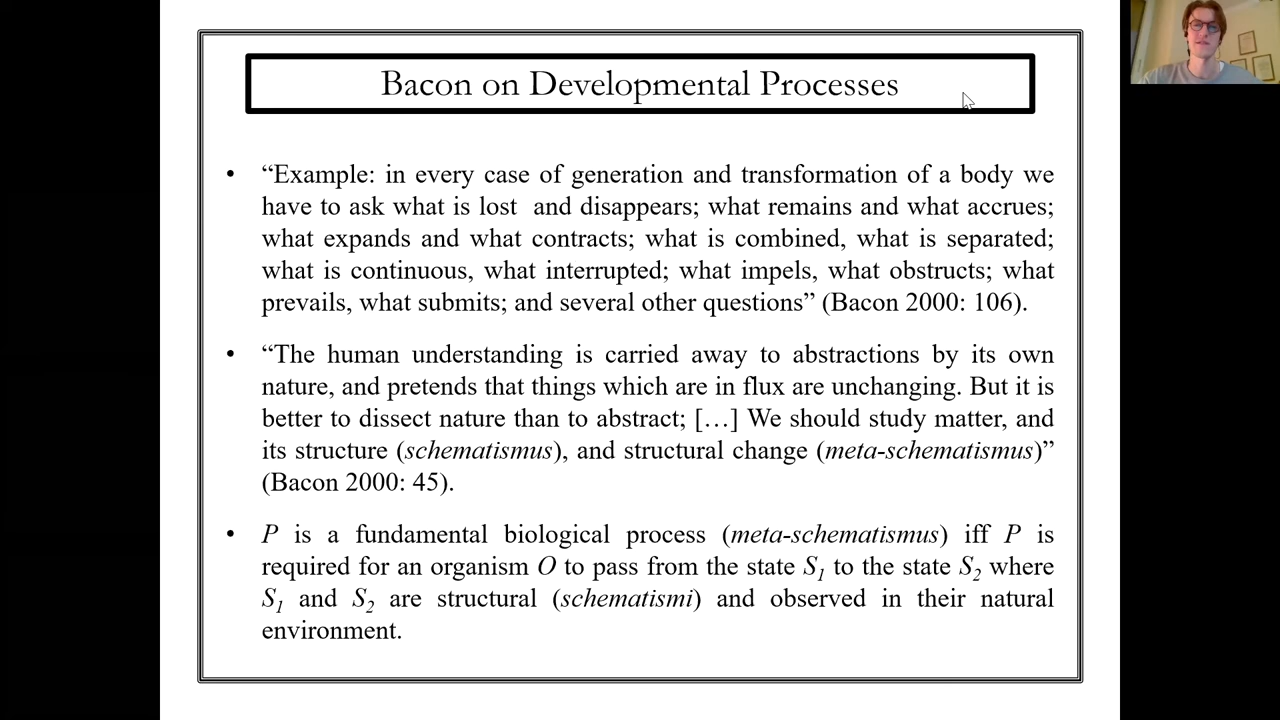 Bacon on Developmental Processes
• “Example: in every case of generation and transformation of a body we
have to ask what is lost and disappears; what remains and what accrues;
what expands and what contracts; what is combined, what is separated;
what is continuous, what interrupted; what impels, what obstructs; what
prevails, what submits; and several other questions” (Bacon 2000: 106).
• “The human understanding is carried away to abstractions by its own
nature, and pretends that things which are in flux are unchanging. But it is
better to dissect nature than to abstract; […] We should study matter, and
its structure (schematismus), and structural change (meta-schematismus)”
(Bacon 2000: 45).
• P is a fundamental biological process (meta-schematismus) iff P is
required for an organism O to pass from the state S1 to the state S2 where
S1 and S2 are structural (schematismi) and observed in their natural
environment.